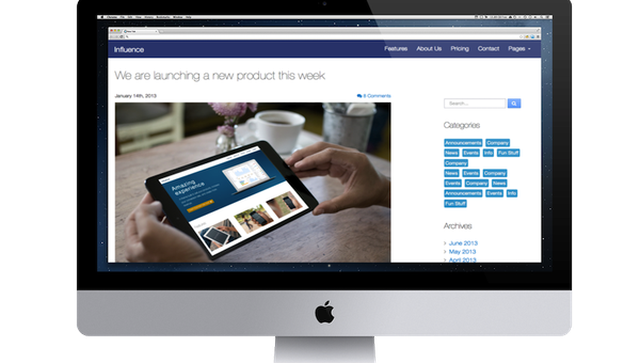 Influence
Features About Us Pricing Contact Pages
We are launching a new product this week
January 14th, 2013
6 Comments
Search...
Categories
Announcements Company
News Events Info Fun Stuff
Company
News Events Company
Events Company News
Announcements Events Info
Fun Stuff
Archives
June 2013
May 2013
April 2013
Amazing
experience